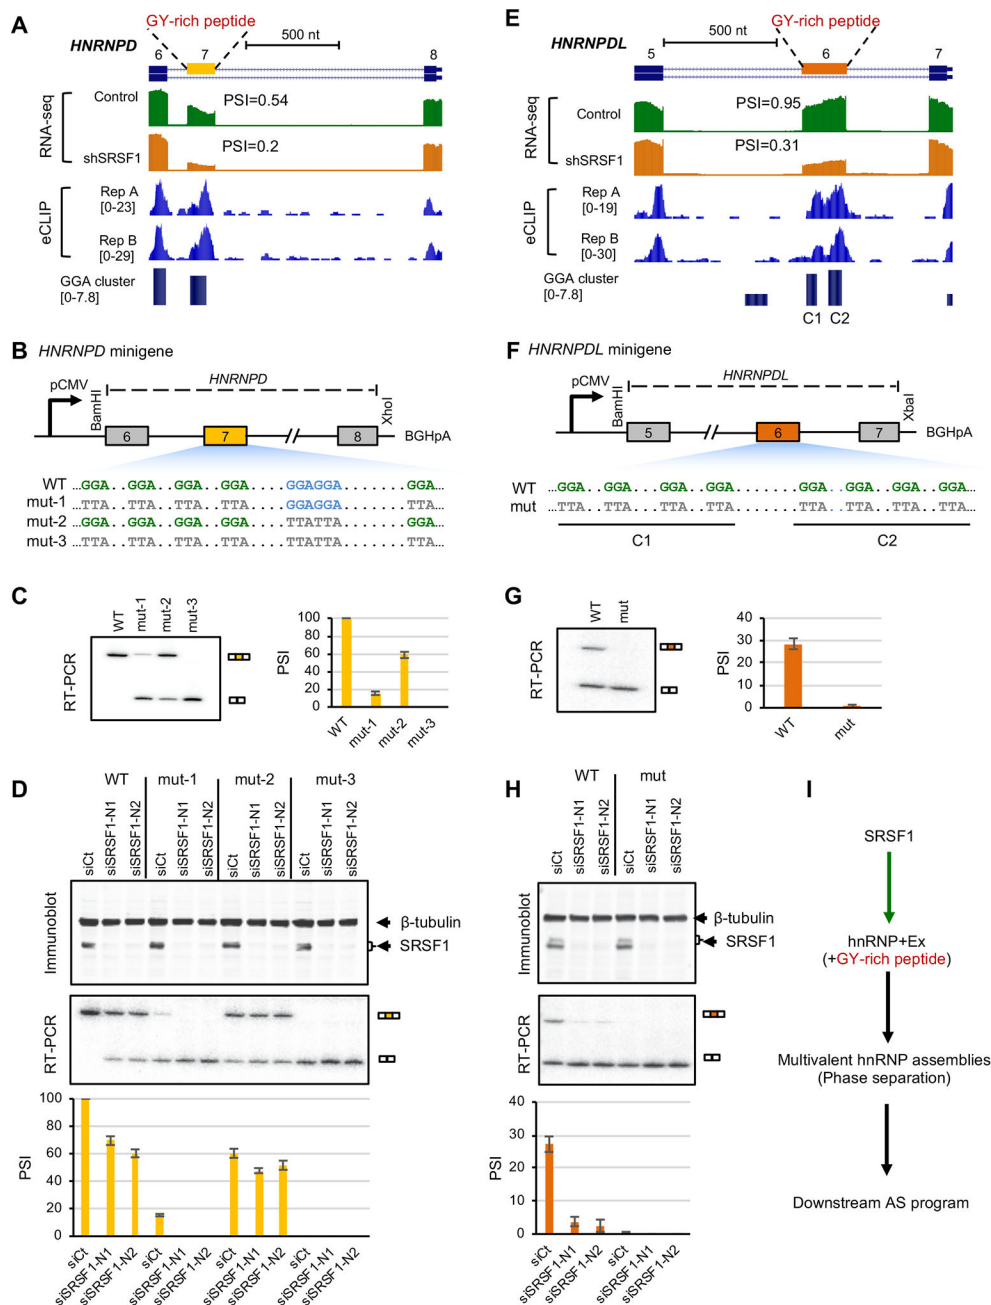 A
GY-rich peptide
HNRNPD
500 nt
6
7
8
RNA-seq
Control
PSI=0.54
shSRSF1
PSI=0.2
eCLIP
Rep A
[0-23]
Rep B
[0-29]
GGA cluster
[0-7.8]
E
GY-rich peptide
HNRNPDL
500 nt
5
6
7
RNA-seq
Control
PSI=0.95
shSRSF1
PSI=0.31
eCLIP
Rep A
[0-19]
Rep B
[0-30]
GGA cluster
[0-7.8]
C1 C2
B HNRNPD minigene
pCMV
BamHI
HNRNPD
XhoI
6
7
8
BGHpA
WT ...GGA..GGA..GGA..GGA.....GGAGGA........GGA...
mut-1 ...TTA..TTA..TTA..TTA.....GGAGGA........TTA...
mut-2 ...GGA..GGA..GGA..GGA.....TTATTA........GGA...
mut-3 ...TTA..TTA..TTA..TTA.....TTATTA........TTA...
F HNRNPDL minigene
pCMV
BamHI
HNRNPDL
XbaI
5
6
7
BGHpA
WT ...GGA..GGA..GGA..GGA........GGA..GGA..GGA..GGA...
mut ...TTA..TTA..TTA..TTA........TTA..TTA..TTA..TTA...
C1
C2
C
WT
mut-1
mut-2
mut-3
RT-PCR
PSI
100
80
60
40
20
0
WT
mut-1
mut-2
mut-3
G
WT
mut
RT-PCR
PSI
40
30
20
10
0
WT
mut
D
WT
mut-1
mut-2
mut-3
siCt
siSRSF1-N1
siSRSF1-N2
siCt
siSRSF1-N1
siSRSF1-N2
siCt
siSRSF1-N1
siSRSF1-N2
siCt
siSRSF1-N1
siSRSF1-N2
Immunoblot
β-tubulin
SRSF1
RT-PCR
PSI
100
80
60
40
20
0
siCt
siSRSF1-N1
siSRSF1-N2
siCt
siSRSF1-N1
siSRSF1-N2
siCt
siSRSF1-N1
siSRSF1-N2
siCt
siSRSF1-N1
siSRSF1-N2
H
WT
mut
siCt
siSRSF1-N1
siSRSF1-N2
siCt
siSRSF1-N1
siSRSF1-N2
Immunoblot
β-tubulin
SRSF1
RT-PCR
PSI
40
30
20
10
0
siCt
siSRSF1-N1
siSRSF1-N2
siCt
siSRSF1-N1
siSRSF1-N2
I
SRSF1
hnRNP+Ex
(+GY-rich peptide)
Multivalent hnRNP assemblies
(Phase separation)
Downstream AS program